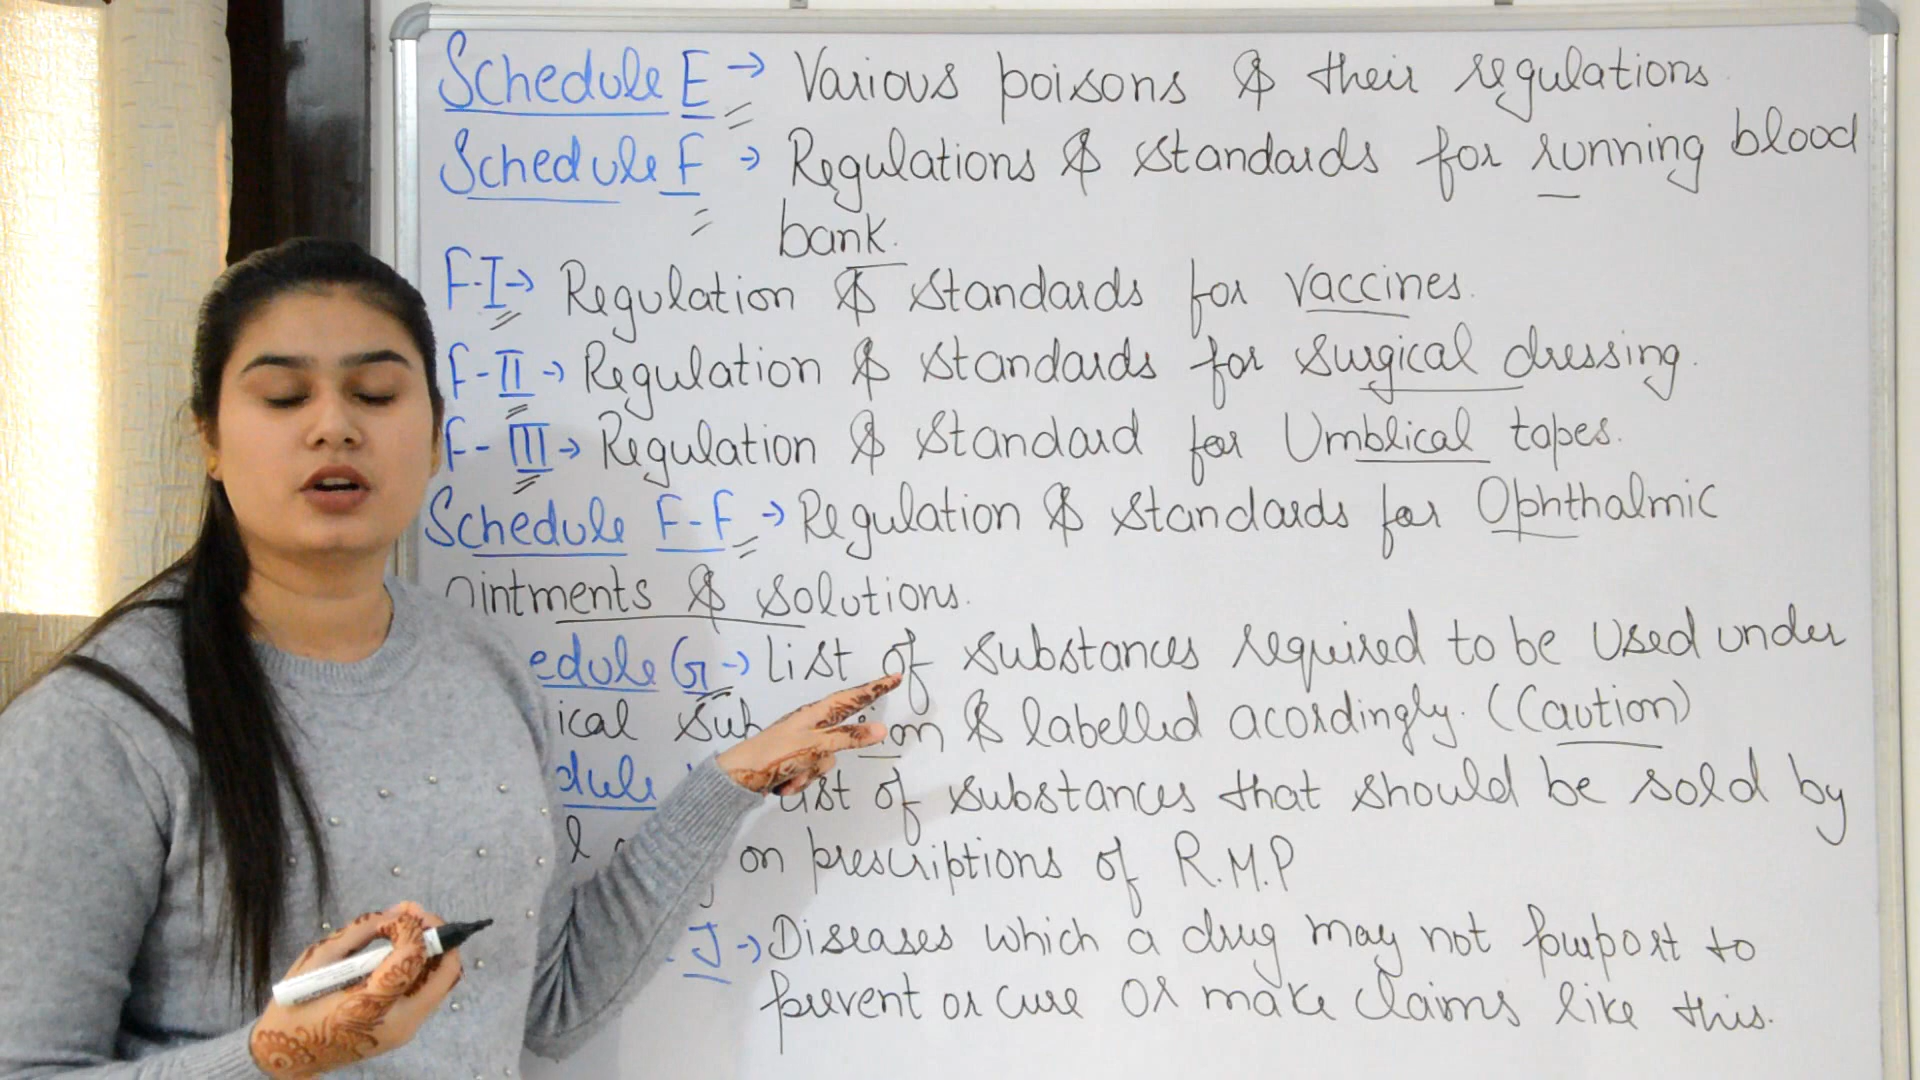 Schedule E → Various poisons & their regulations
Schedule F → Regulations & standards for running blood
bank.
F-I → Regulation & standards for vaccines.
F-II → Regulation & standards for surgical dressing.
F-III → Regulation & standard for Umblical tapes.
Schedule F-F → Regulation & standards for Ophthalmic
ointments & solutions.
edule G → List of substances required to be used under
ical & labelled acordingly. (Caution)
dule list of substances that should be sold by
on prescriptions of R.M.P
J → Diseases which a drug may not purport to
prevent or cure or make claims like this.